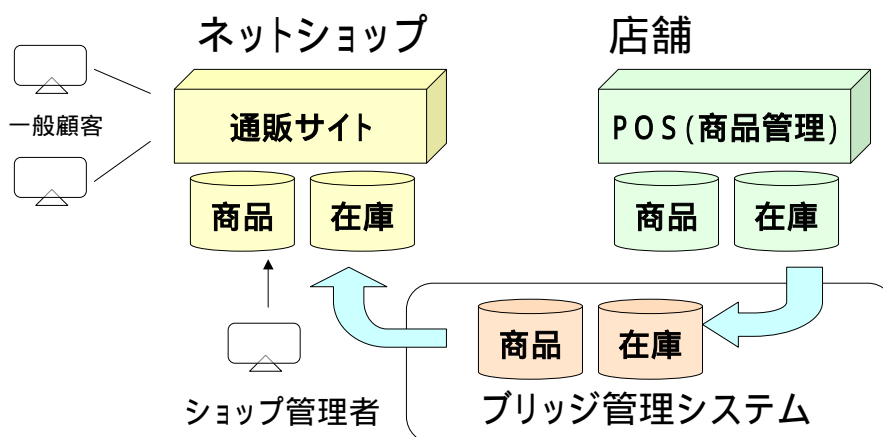 ネットショップ
店舗
一般顧客
通販サイト
POS(商品管理)
商品
在庫
商品
在庫
商品
在庫
ショップ管理者
ブリッジ管理システム